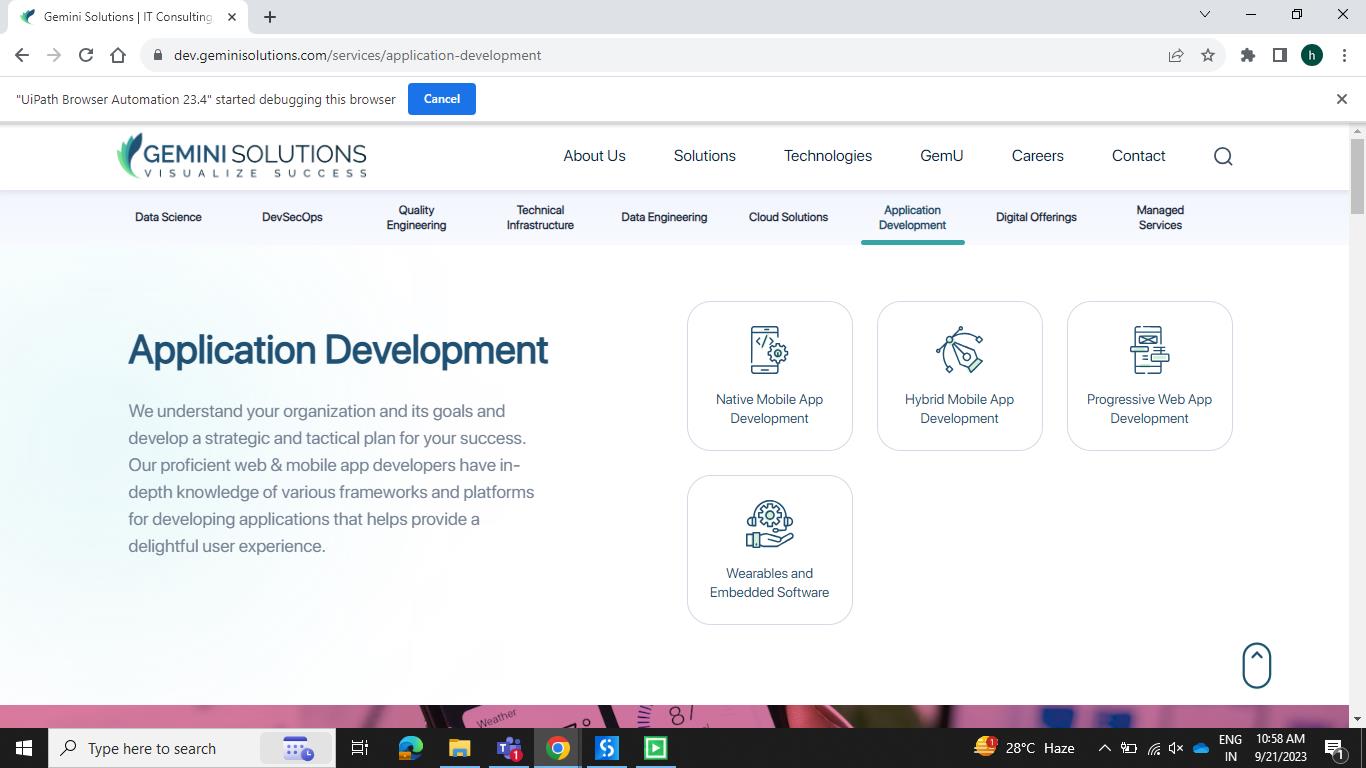 Gemini Solutions | IT Consulting
dev.geminisolutions.com/services/application-development
h
"UiPath Browser Automation 23.4" started debugging this browser
Cancel
GEMINI SOLUTIONS
VISUALIZE SUCCESS
About Us
Solutions
Technologies
GemU
Careers
Contact
Data Science
DevSecOps
Quality
Engineering
Technical
Infrastructure
Data Engineering
Cloud Solutions
Application
Development
Digital Offerings
Managed
Services
Application Development
We understand your organization and its goals and
develop a strategic and tactical plan for your success.
Our proficient web & mobile app developers have in-
depth knowledge of various frameworks and platforms
for developing applications that helps provide a
delightful user experience.
Native Mobile App
Development
Hybrid Mobile App
Development
Progressive Web App
Development
Wearables and
Embedded Software
Weather
Type here to search
1
1
28°C Haze
ENG
IN
10:58 AM
9/21/2023
1